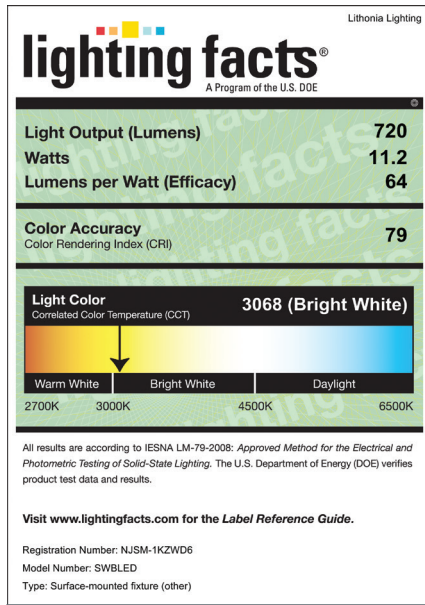 Lithonia Lighting
lighting facts®
A Program of the U.S. DOE
Light Output (Lumens) 720
Watts 11.2
Lumens per Watt (Efficacy) 64
Color Accuracy
Color Rendering Index (CRI) 79
Light Color
Correlated Color Temperature (CCT) 3068 (Bright White)
Warm White Bright White Daylight
2700K 3000K 4500K 6500K
All results are according to IESNA LM-79-2008: Approved Method for the Electrical and
Photometric Testing of Solid-State Lighting. The U.S. Department of Energy (DOE) verifies
product test data and results.
Visit www.lightingfacts.com for the Label Reference Guide.
Registration Number: NJSM-1KZWD6
Model Number: SWBLED
Type: Surface-mounted fixture (other)